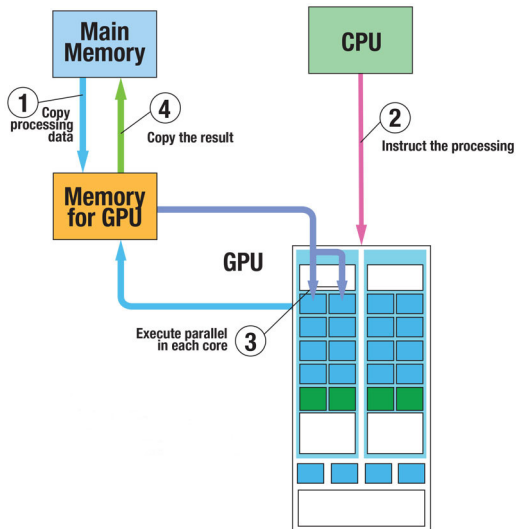 Main
Memory
CPU
1
Copy
processing
data
4
Copy the result
2
Instruct the processing
Memory
for GPU
GPU
Execute parallel
in each core
3